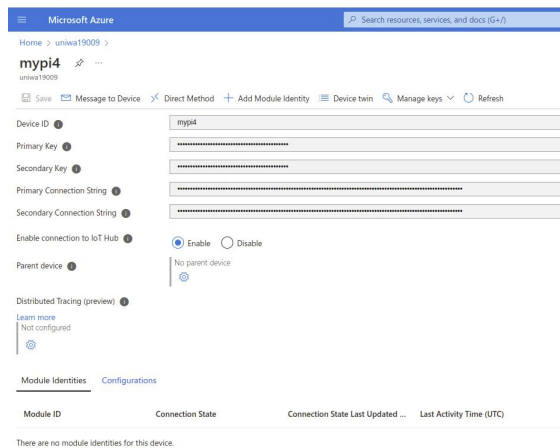 Microsoft Azure
Search resources, services, and docs (G+/)
Home > uniwa19009 >
mypi4 ...
uniwa19009
Save Message to Device Direct Method Add Module Identity Device twin Manage keys Refresh
Device ID mypi4
Primary Key
Secondary Key
Primary Connection String
Secondary Connection String
Enable connection to IoT Hub Enable Disable
Parent device No parent device
Distributed Tracing (preview)
Learn more
Not configured
Module Identities Configurations
Module ID Connection State Connection State Last Updated ... Last Activity Time (UTC)
There are no module identities for this device.